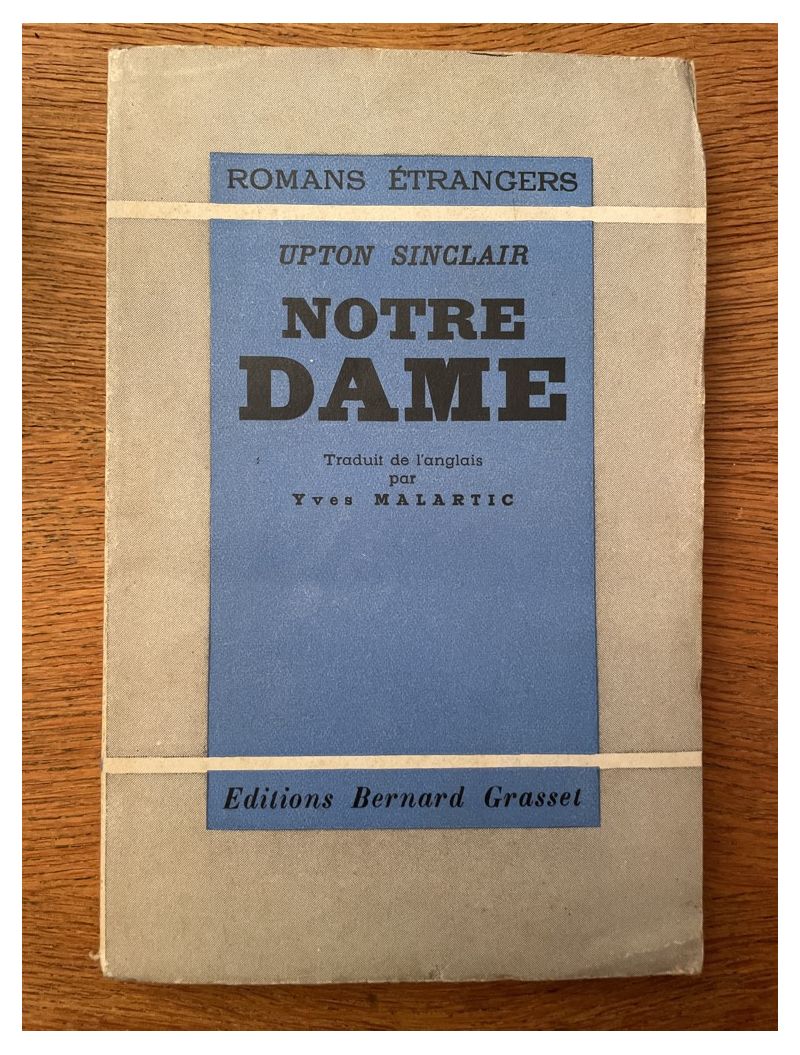 ROMANS ÉTRANGERS
UPTON SINCLAIR
NOTRE
DAME
Traduit de l'anglais
par
Yves MALARTIC
Editions Bernard Grasset